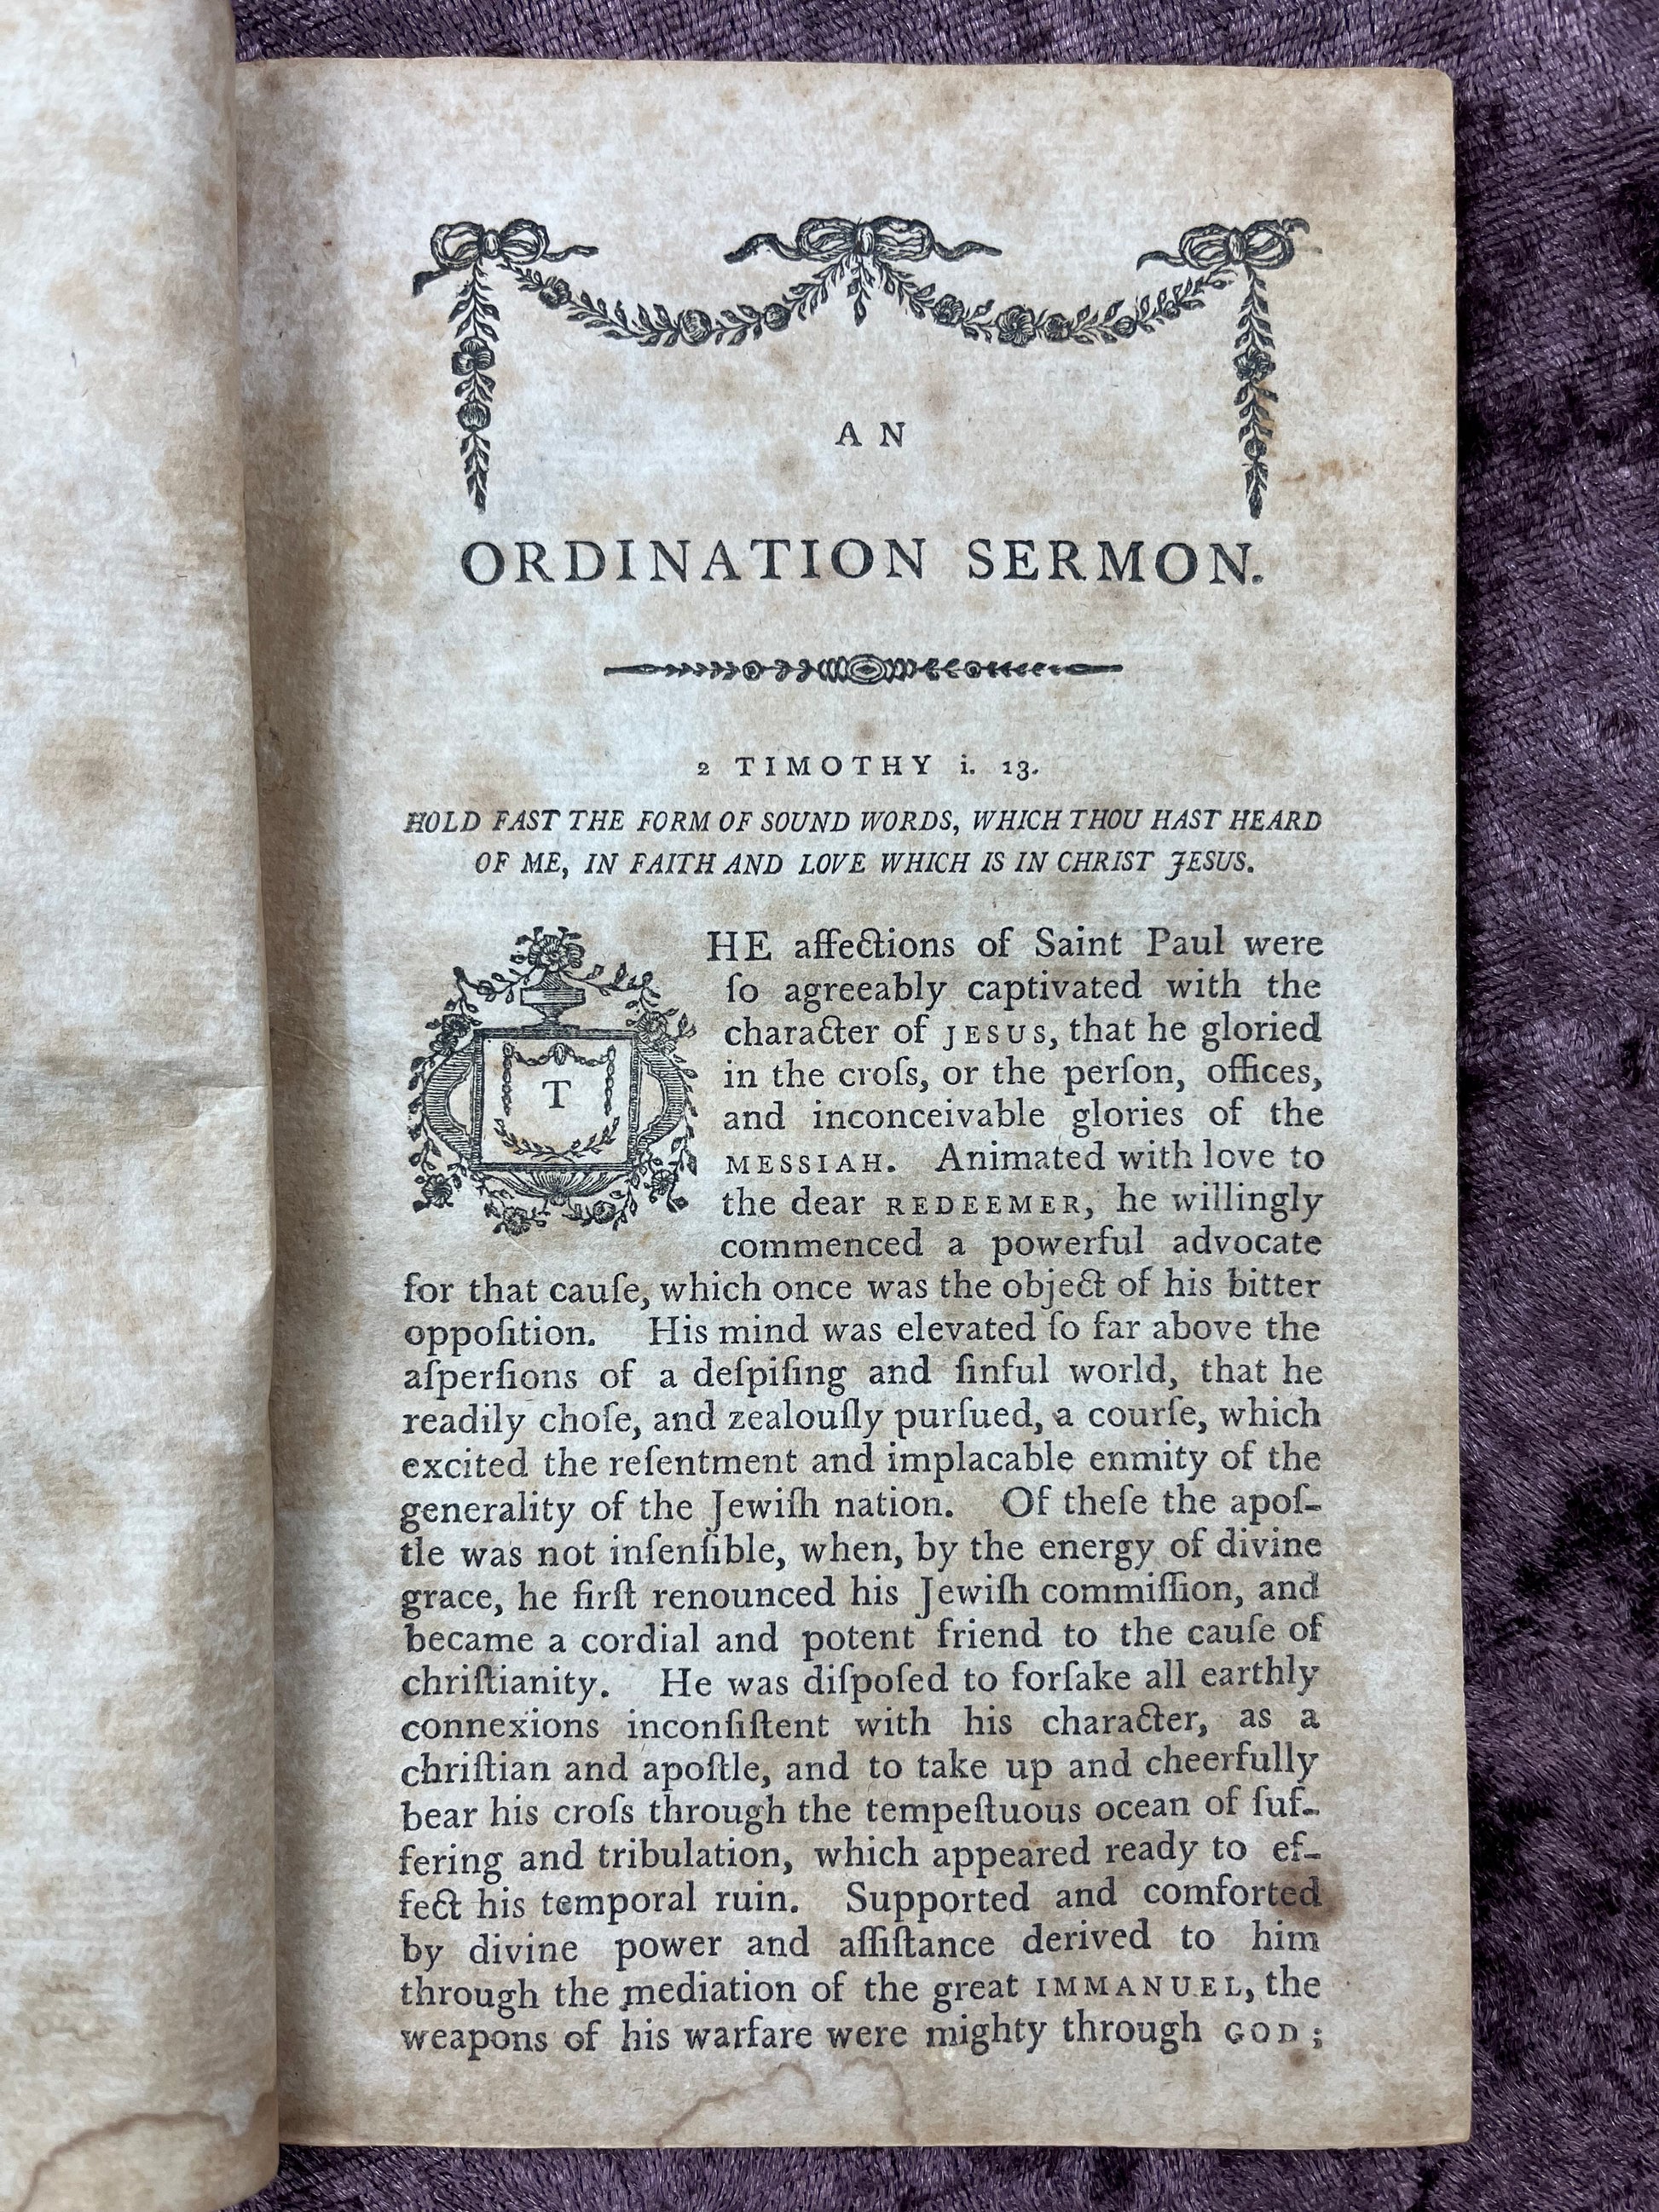 AN
ORDINATION SERMON.
2 TIMOTHY i. 13.
HOLD FAST THE FORM OF SOUND WORDS, WHICH THOU HAST HEARD
OF ME, IN FAITH AND LOVE WHICH IS IN CHRIST JESUS.
THE affections of Saint Paul were
ſo agreeably captivated with the
character of JESUS, that he gloried
in the croſs, or the perſon, offices,
and inconceivable glories of the
MESSIAH. Animated with love to
the dear REDEEMER, he willingly
commenced a powerful advocate
for that cauſe, which once was the object of his bitter
oppoſition. His mind was elevated ſo far above the
aſperſions of a deſpiſing and ſinful world, that he
readily choſe, and zealouſly purſued, a courſe, which
excited the reſentment and implacable enmity of the
generality of the Jewiſh nation. Of theſe the apoſ-
tle was not inſenſible, when, by the energy of divine
grace, he firſt renounced his Jewiſh commiſſion, and
became a cordial and potent friend to the cauſe of
chriſtianity. He was diſpoſed to forſake all earthly
connexions inconſiſtent with his character, as a
chriſtian and apoſtle, and to take up and cheerfully
bear his croſs through the tempeſtuous ocean of ſuf-
fering and tribulation, which appeared ready to ef-
fect his temporal ruin. Supported and comforted
by divine power and aſſiſtance derived to him
through the mediation of the great IMMANUEL, the
weapons of his warfare were mighty through GOD;